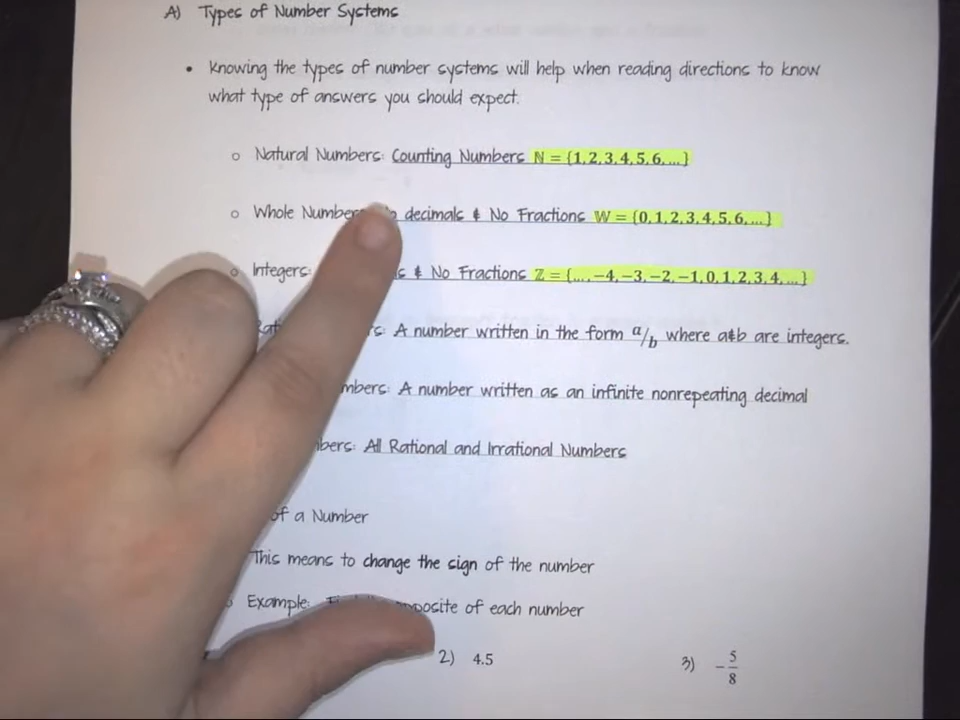 A) Types of Number Systems
• Knowing the types of number systems will help when reading directions to know
what type of answers you should expect.
o Natural Numbers: Counting Numbers ℕ = {1, 2, 3, 4, 5, 6, ... }
o Whole decimals & No Fractions 𝕎 = {0, 1, 2, 3, 4, 5, 6, ... }
o Integers: & No Fractions ℤ = {..., −4, −3, −2, −1, 0, 1, 2, 3, 4, ... }
A number written in the form a/b where a&b are integers.
A number written as an infinite nonrepeating decimal
All Rational and Irrational Numbers
of a Number
This means to change the sign of the number
o Example: of each number
2) 4.5 3) −5/8